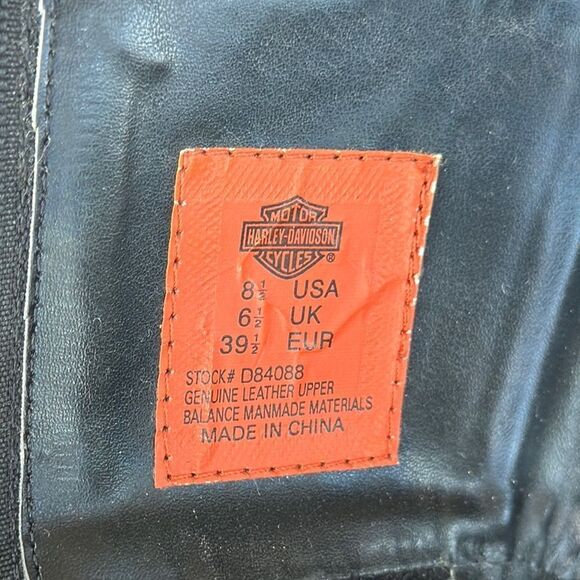 MOTOR
HARLEY-DAVIDSON
CYCLES ®
8½ USA
6½ UK
39½ EUR
STOCK# D84088
GENUINE LEATHER UPPER
BALANCE MANMADE MATERIALS
MADE IN CHINA